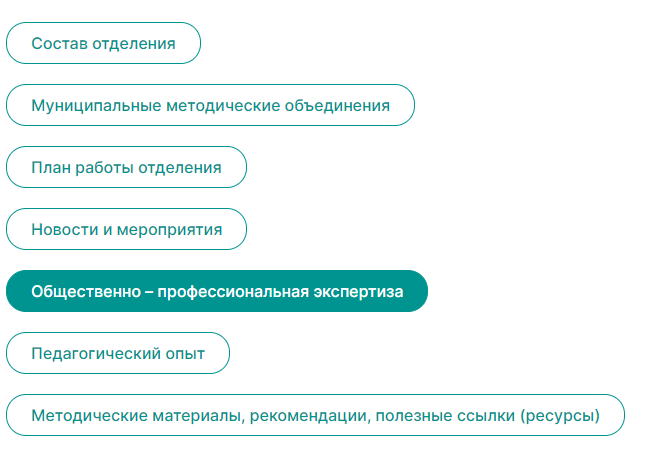 Состав отделения
Муниципальные методические объединения
План работы отделения
Новости и мероприятия
Общественно – профессиональная экспертиза
Педагогический опыт
Методические материалы, рекомендации, полезные ссылки (ресурсы)